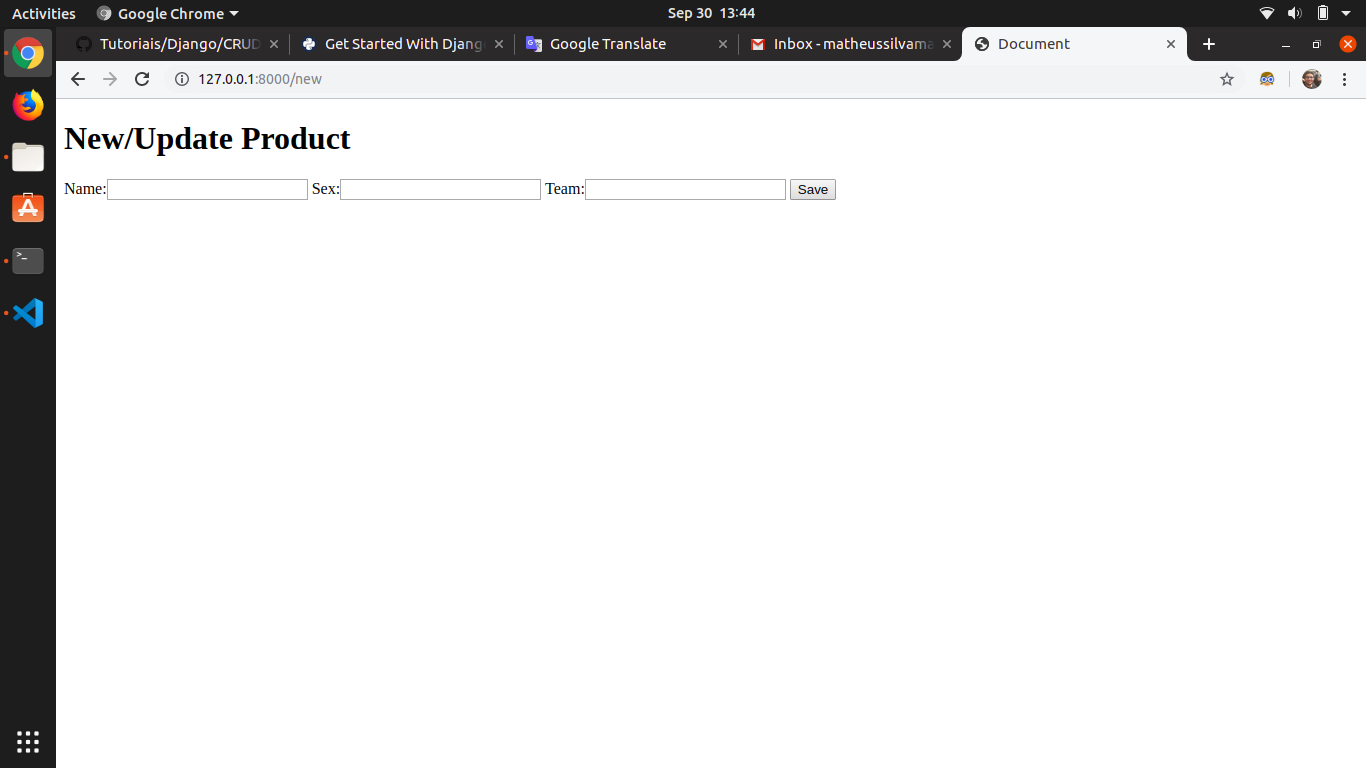 Activities Google Chrome Sep 30 13:44
Tutoriais/Django/CRUD Get Started With Django Google Translate Inbox - matheussilvama Document
127.0.0.1:8000/new
New/Update Product
Name: Sex: Team: Save